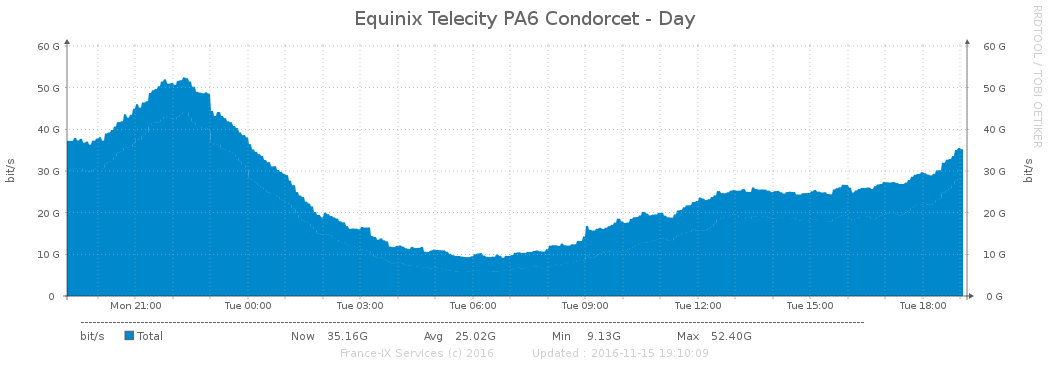 Equinix Telecity PA6 Condorcet - Day
RRDTOOL / TOBI OETIKER
60 G 60 G
50 G 50 G
40 G 40 G
30 G 30 G
20 G 20 G
10 G 10 G
0 0 G
bit/s bit/s
Mon 21:00 Tue 00:00 Tue 03:00 Tue 06:00 Tue 09:00 Tue 12:00 Tue 15:00 Tue 18:00
bit/s Total Now 35.16G Avg 25.02G Min 9.13G Max 52.40G
France-IX Services (c) 2016 Updated : 2016-11-15 19:10:09